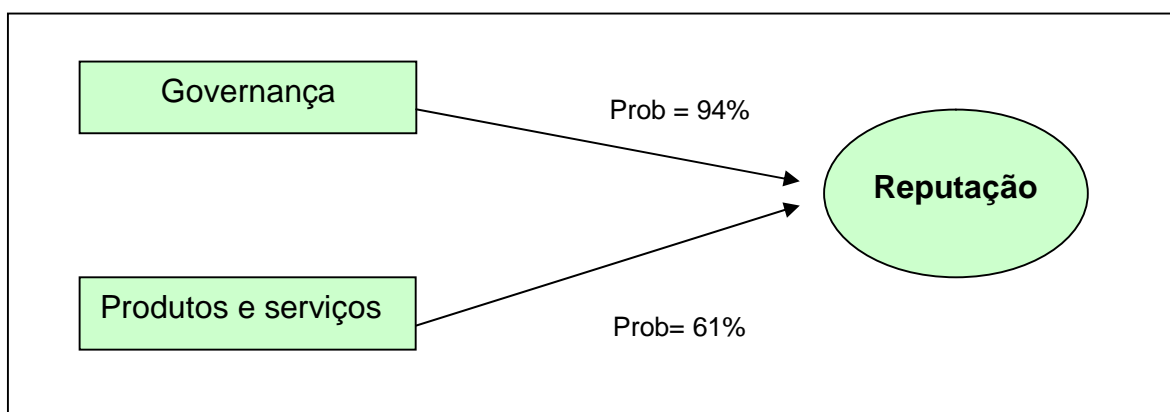 Governança
Prob = 94%
Reputação
Produtos e serviços
Prob= 61%